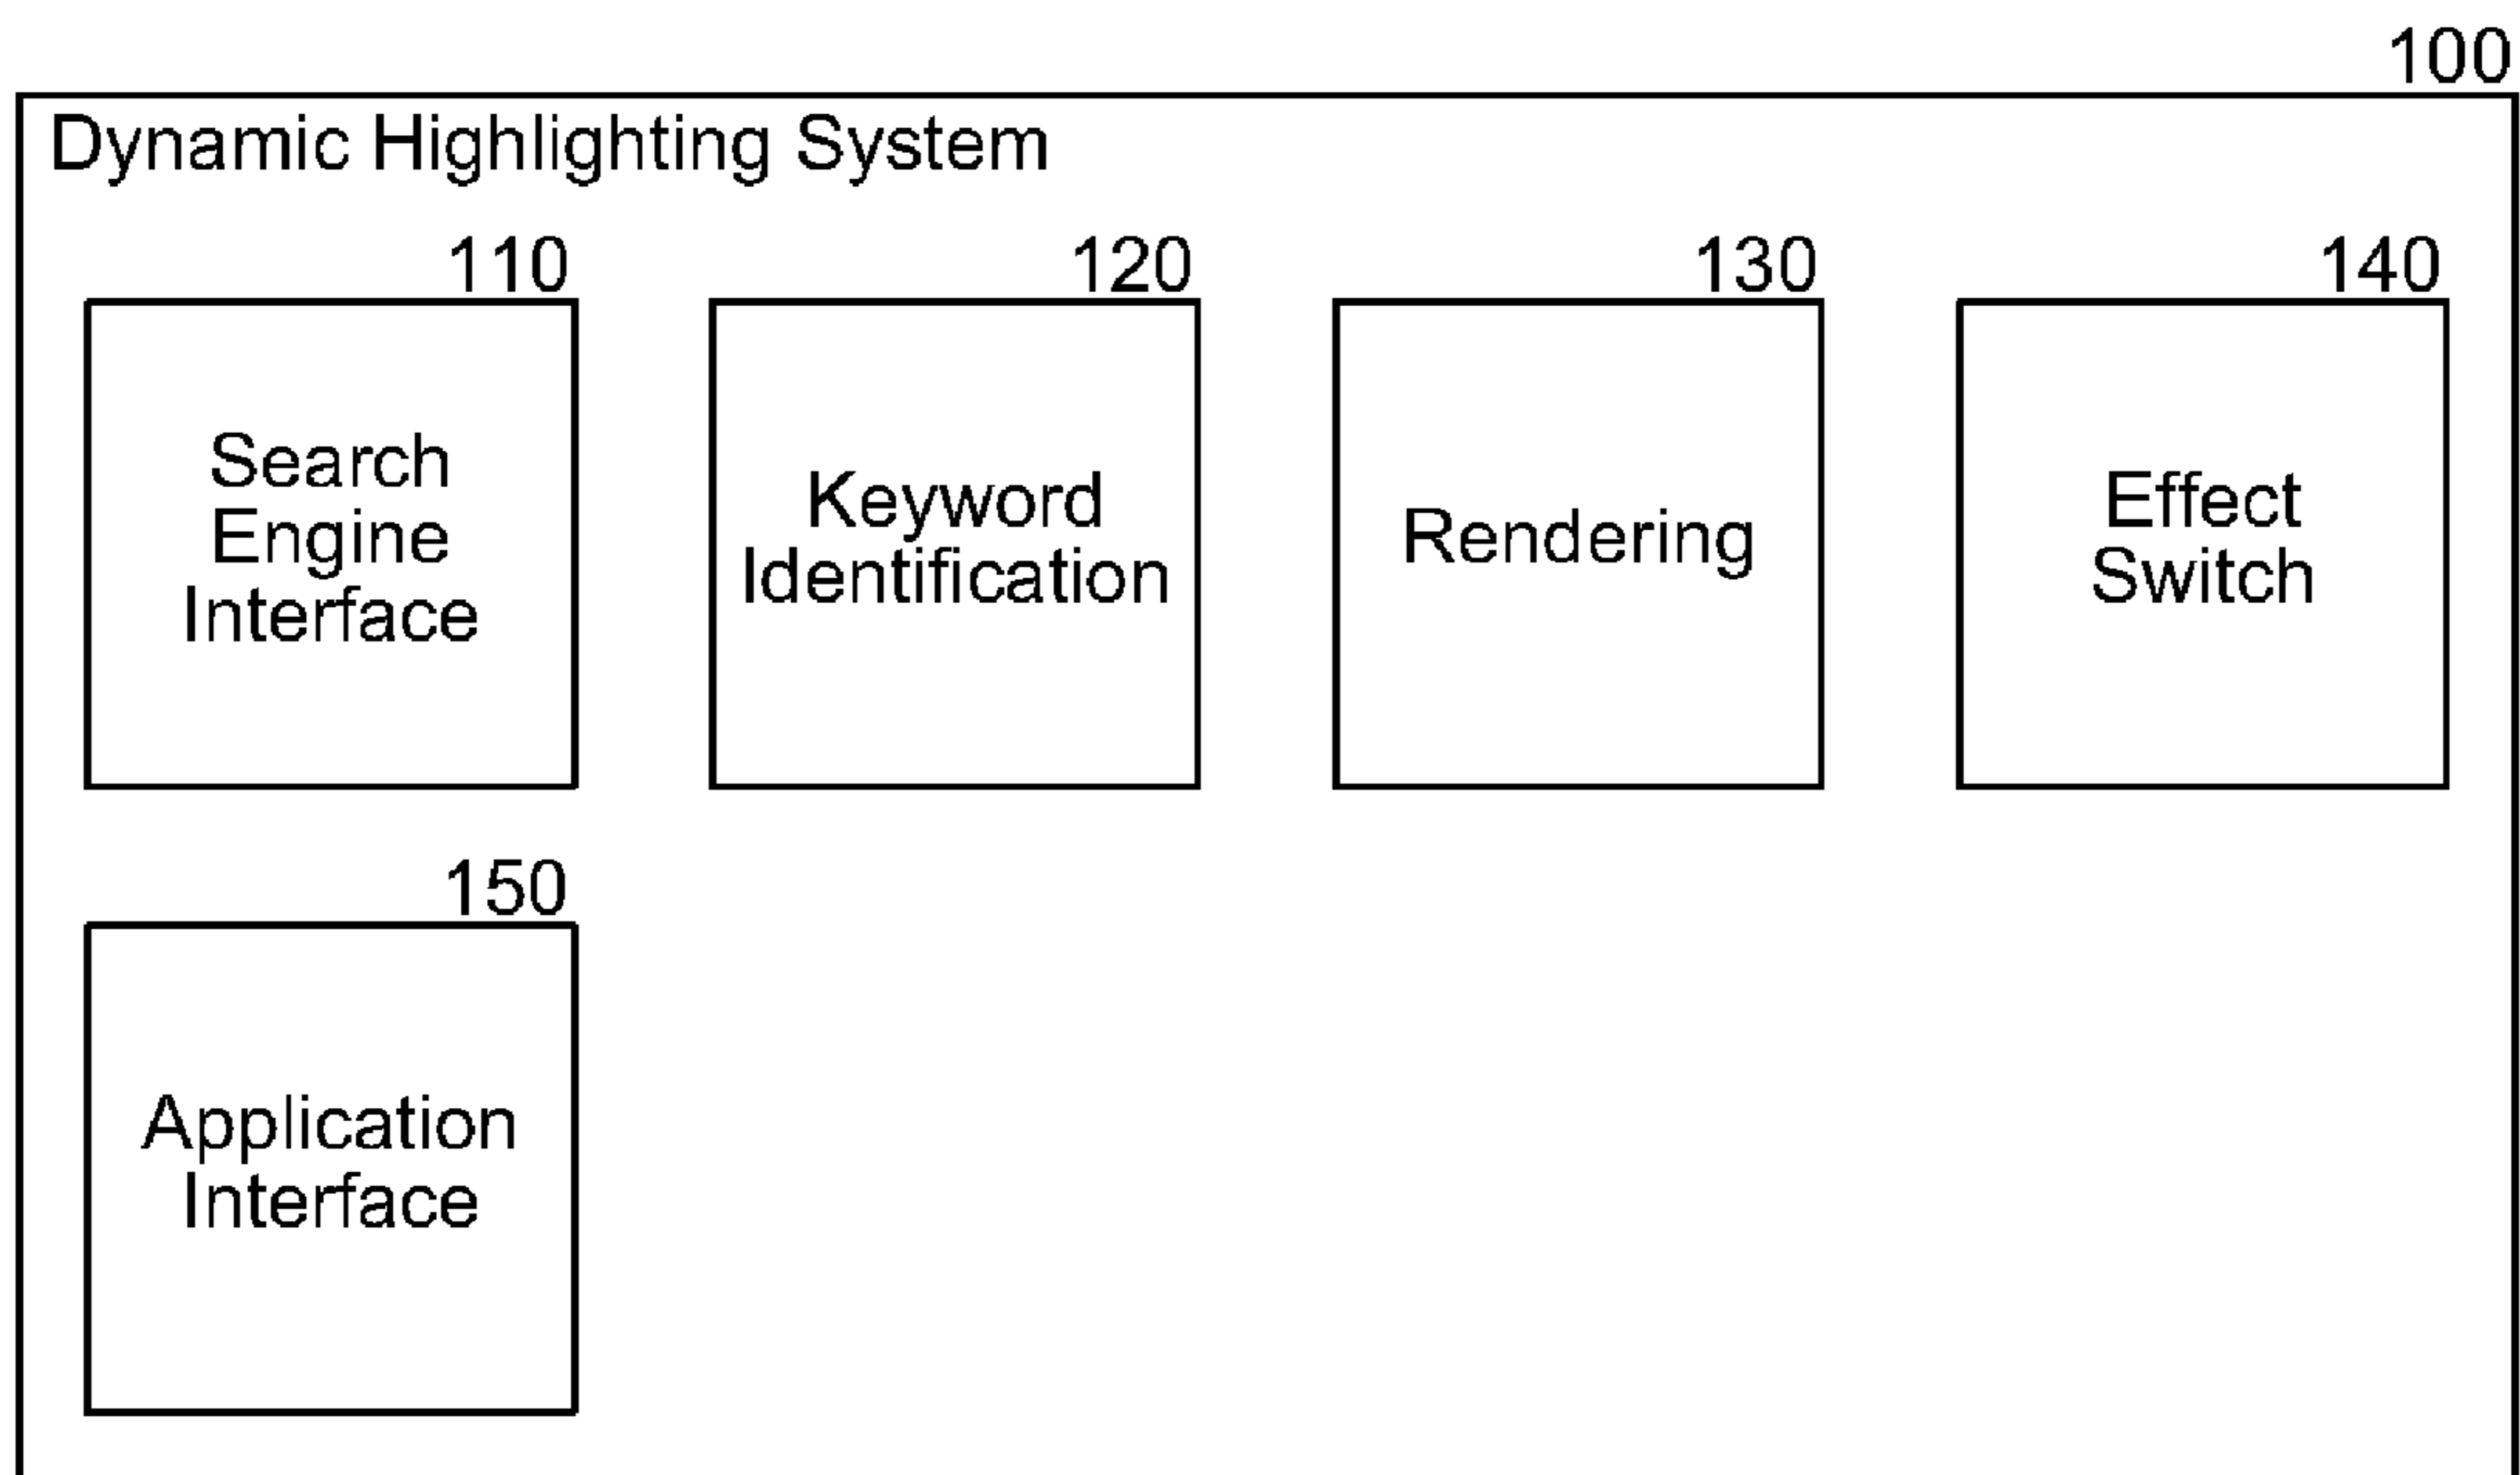 100
Dynamic Highlighting System
110
120
130
140
Search
Engine
Interface
Keyword
Identification
Rendering
Effect
Switch
150
Application
Interface